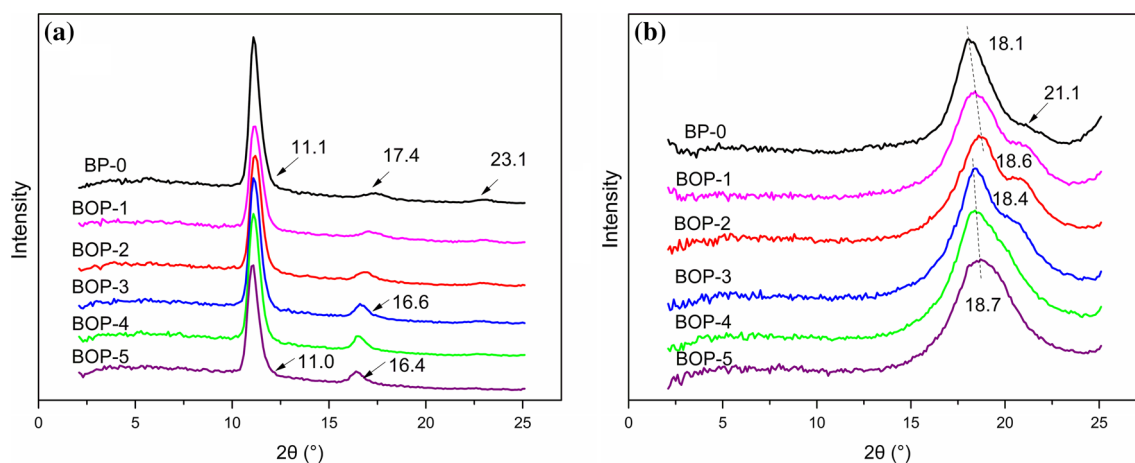 (a)
11.1
17.4
23.1
BP-0
BOP-1
BOP-2
BOP-3
16.6
BOP-4
BOP-5
11.0
16.4
Intensity
0 5 10 15 20 25
2θ (°)
(b)
18.1
21.1
BP-0
BOP-1
18.6
18.4
BOP-2
BOP-3
18.7
BOP-4
BOP-5
Intensity
0 5 10 15 20 25
2θ (°)